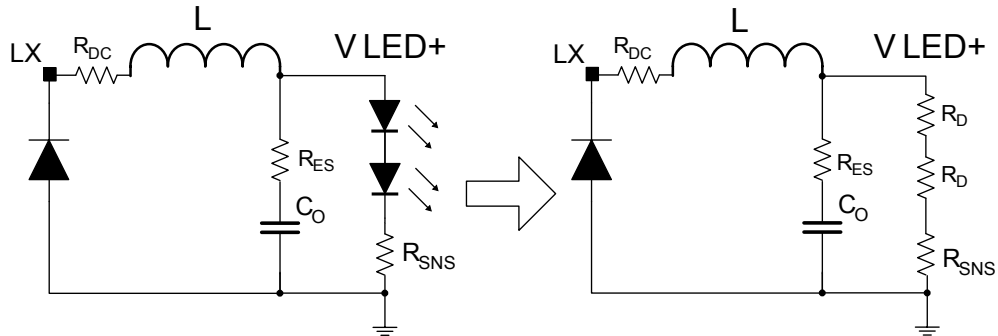 L
V LED+
LX
R_DC
R_ES
C_O
R_SNS
L
V LED+
LX
R_DC
R_D
R_ES
R_D
C_O
R_SNS